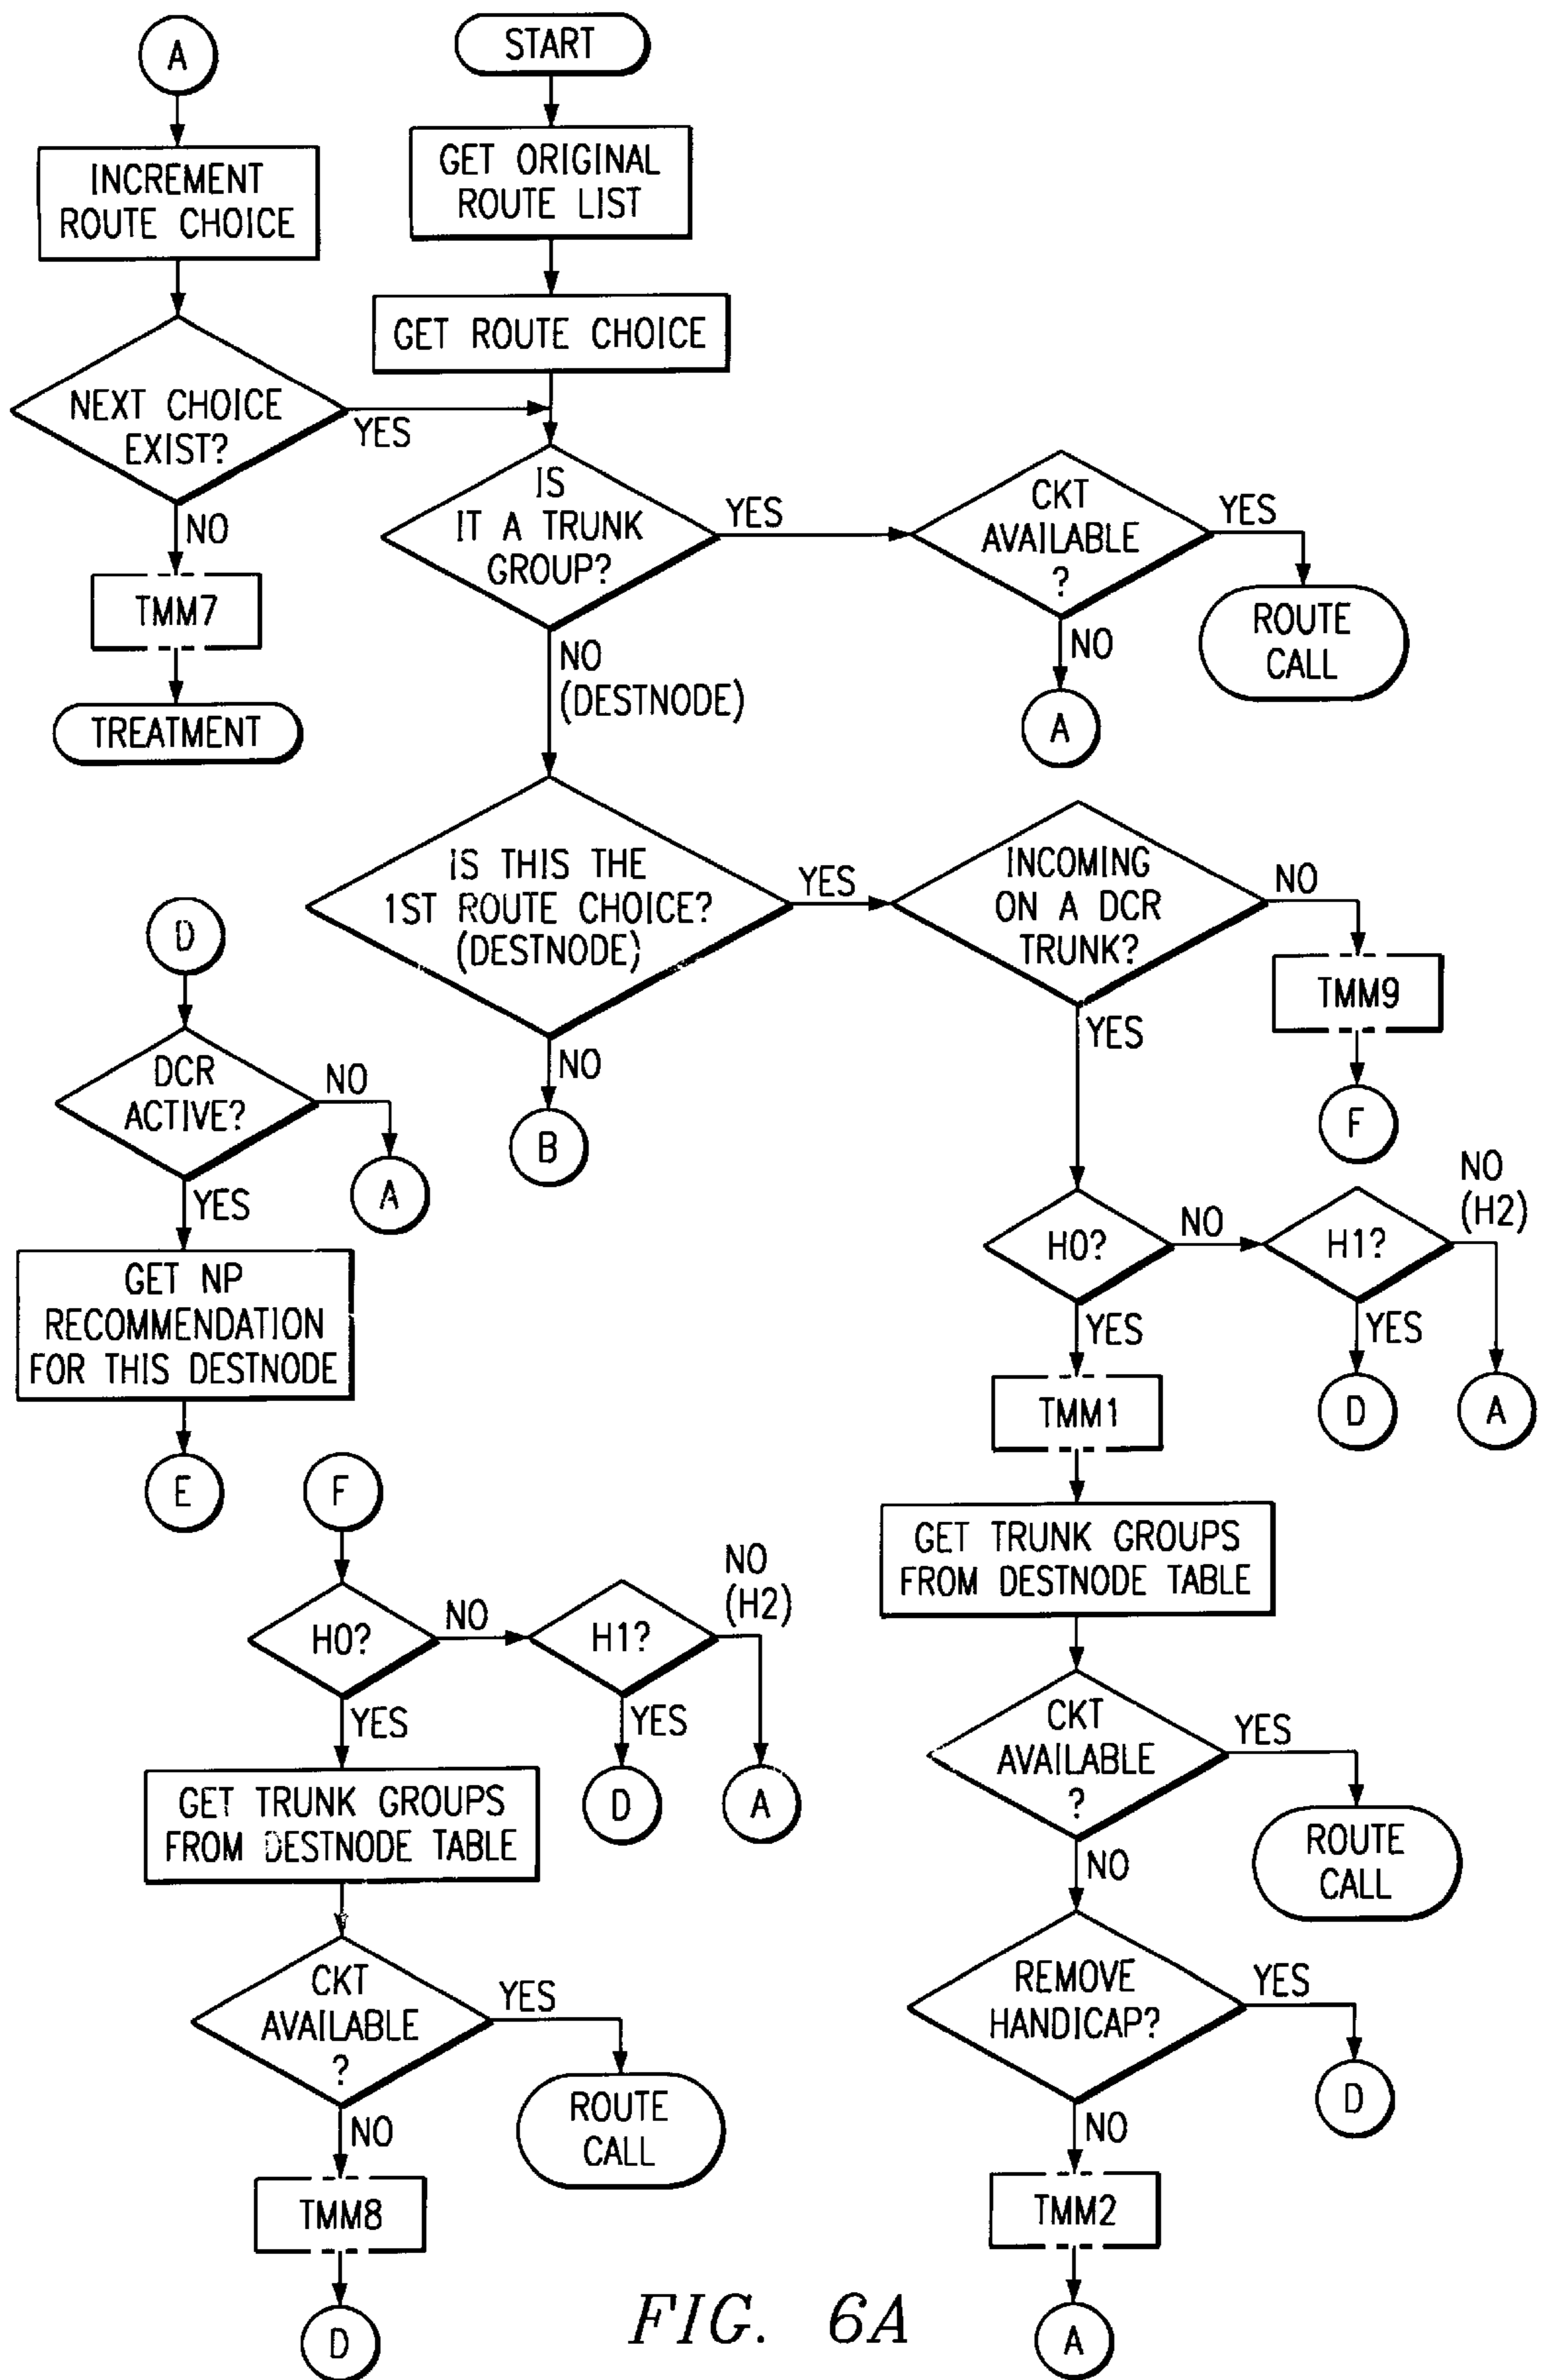 A
START
INCREMENT
ROUTE CHOICE
GET ORIGINAL
ROUTE LIST
GET ROUTE CHOICE
NEXT CHOICE
EXIST?
YES
NO
TMM7
TREATMENT
IS
IT A TRUNK
GROUP?
YES
CKT
AVAILABLE
?
YES
ROUTE
CALL
NO
A
NO
(DESTNODE)
IS THIS THE
1ST ROUTE CHOICE?
(DESTNODE)
YES
INCOMING
ON A DCR
TRUNK?
NO
TMM9
F
NO
B
YES
D
DCR
ACTIVE?
NO
A
YES
GET NP
RECOMMENDATION
FOR THIS DESTNODE
E
H0?
NO
H1?
NO
(H2)
YES
YES
D
A
TMM1
GET TRUNK GROUPS
FROM DESTNODE TABLE
CKT
AVAILABLE
?
YES
ROUTE
CALL
NO
REMOVE
HANDICAP?
YES
D
NO
TMM2
A
F
H0?
NO
H1?
NO
(H2)
YES
YES
D
A
GET TRUNK GROUPS
FROM DESTNODE TABLE
CKT
AVAILABLE
?
YES
ROUTE
CALL
NO
TMM8
D
FIG. 6A